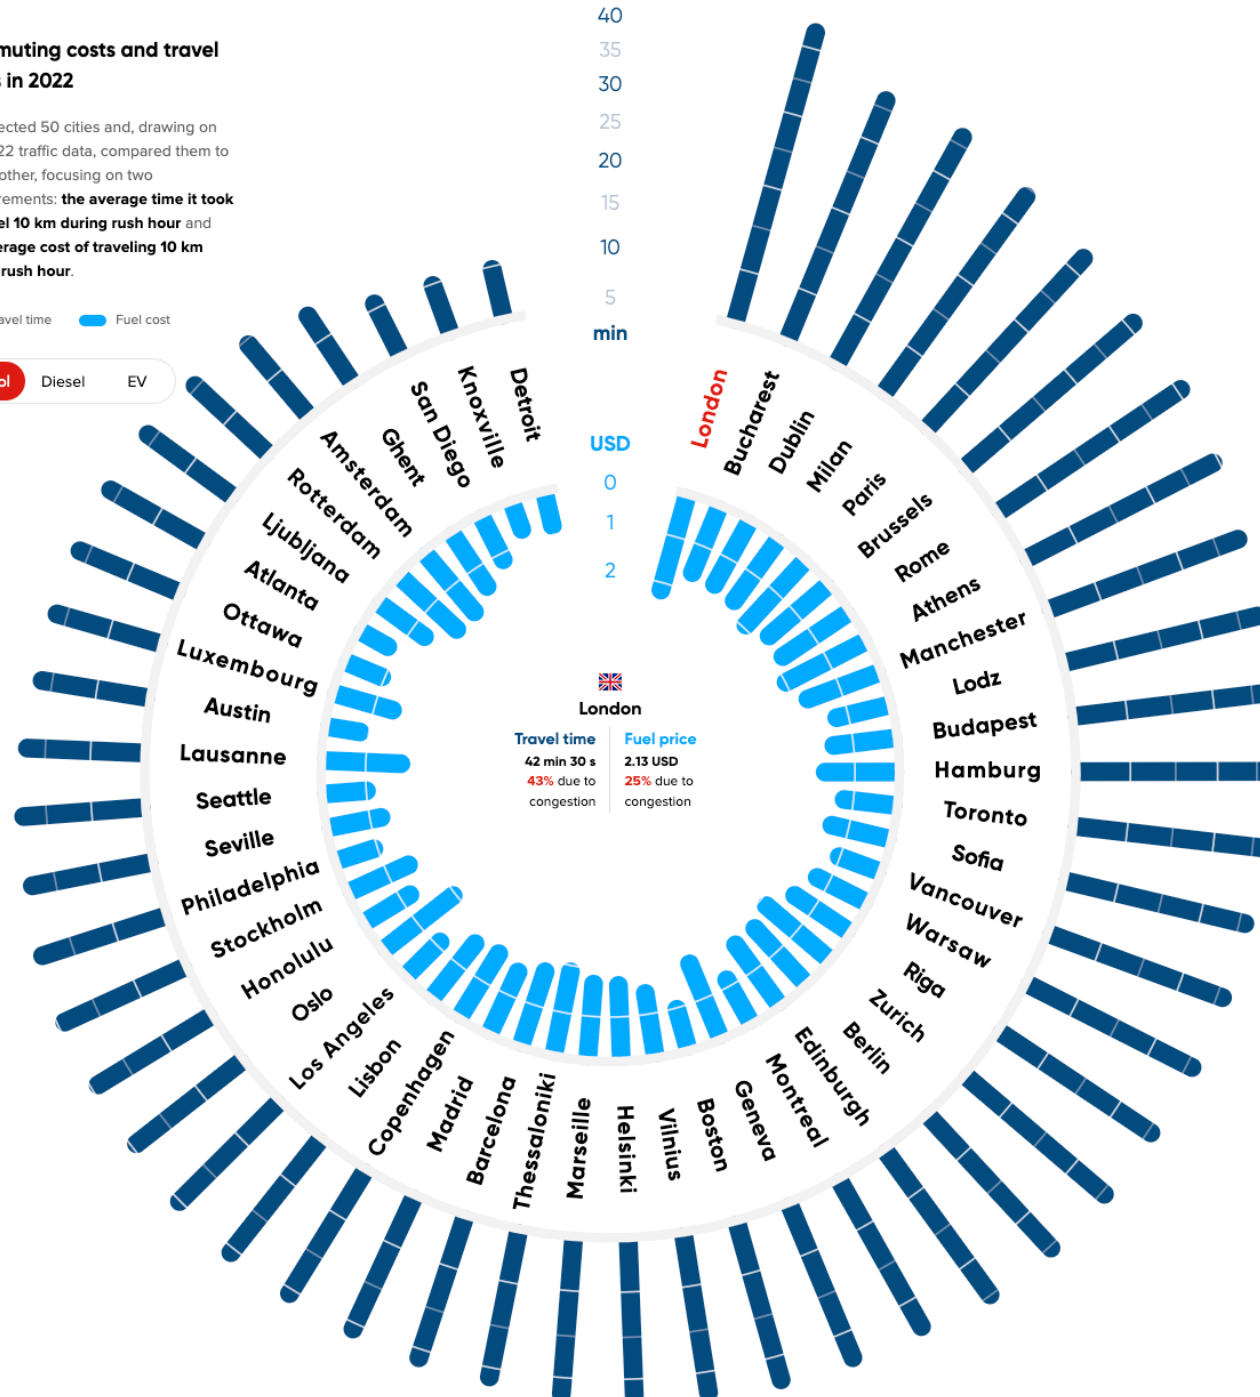 muting costs and travel
in 2022
ected 50 cities and, drawing on
22 traffic data, compared them to
other, focusing on two
rements: the average time it took
el 10 km during rush hour and
erage cost of traveling 10 km
rush hour.
avel time
Fuel cost
ol
Diesel
EV
40
35
30
25
20
15
10
5
min
USD
0
1
2
London
Bucharest
Dublin
Milan
Paris
Brussels
Rome
Athens
Manchester
Lodz
Budapest
Hamburg
Toronto
Sofia
Vancouver
Warsaw
Riga
Zurich
Berlin
Edinburgh
Montreal
Geneva
Boston
Vilnius
Helsinki
Marseille
Thessaloniki
Barcelona
Madrid
Copenhagen
Lisbon
Los Angeles
Oslo
Honolulu
Stockholm
Philadelphia
Seville
Seattle
Lausanne
Austin
Luxembourg
Ottawa
Atlanta
Ljubljana
Rotterdam
Amsterdam
Ghent
San Diego
Knoxville
Detroit
London
Travel time
42 min 30 s
43% due to
congestion
Fuel price
2.13 USD
25% due to
congestion